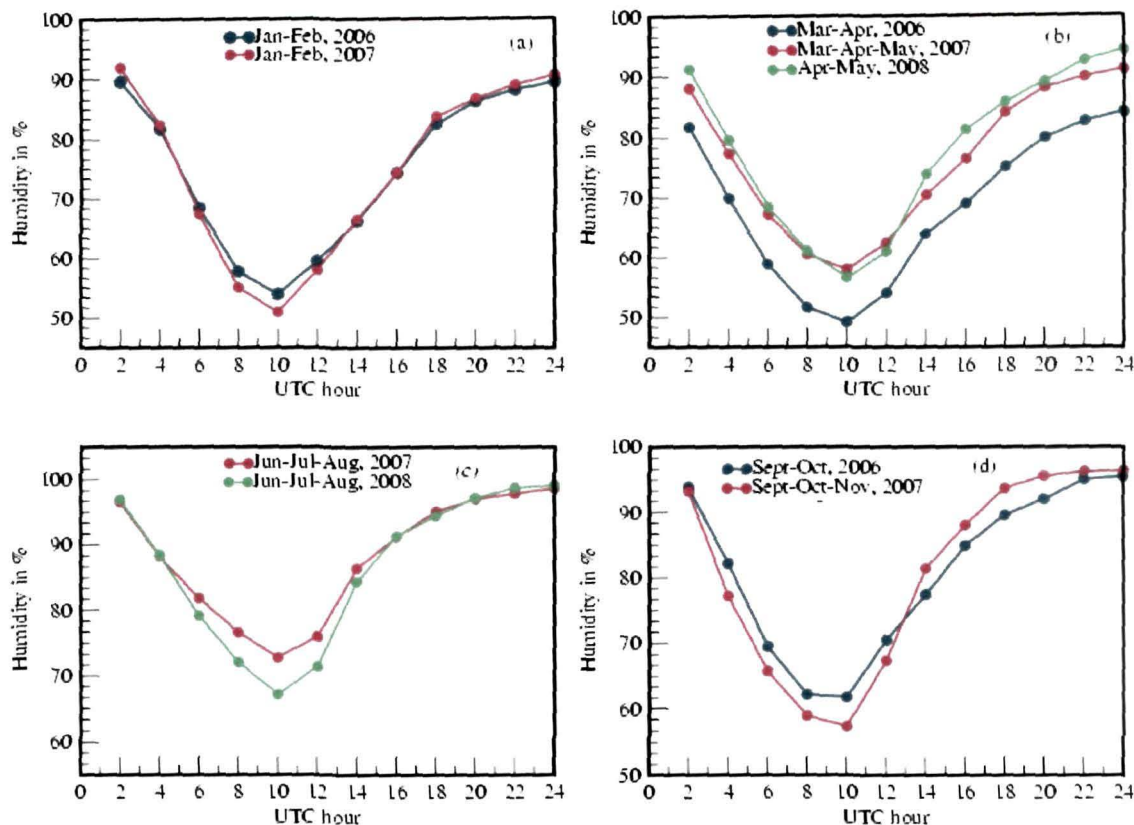 100
90
80
70
60
50
Humidity in %
Jan-Feb, 2006
Jan-Feb, 2007
(a)
0 2 4 6 8 10 12 14 16 18 20 22 24
UTC hour
100
90
80
70
60
50
Humidity in %
Mar-Apr, 2006
Mar-Apr-May, 2007
Apr-May, 2008
(b)
0 2 4 6 8 10 12 14 16 18 20 22 24
UTC hour
100
90
80
70
60
Humidity in %
Jun-Jul-Aug, 2007
Jun-Jul-Aug, 2008
(c)
0 2 4 6 8 10 12 14 16 18 20 22 24
UTC hour
100
90
80
70
60
50
Humidity in %
Sept-Oct, 2006
Sept-Oct-Nov, 2007
(d)
0 2 4 6 8 10 12 14 16 18 20 22 24
UTC hour